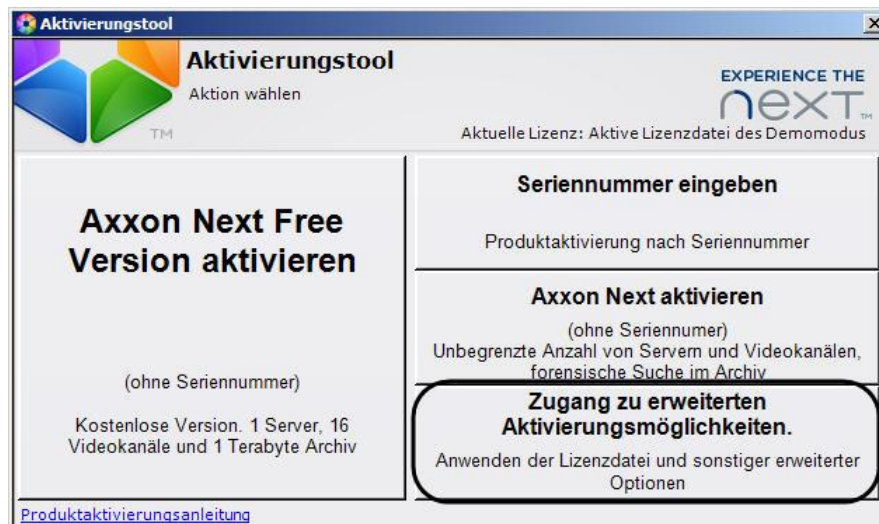 Aktivierungstool
Aktivierungstool
Aktion wählen
TM
EXPERIENCE THE
next™
Aktuelle Lizenz: Aktive Lizenzdatei des Demomodus
Axxon Next Free
Version aktivieren
(ohne Seriennummer)
Kostenlose Version. 1 Server, 16
Videokanäle und 1 Terabyte Archiv
Seriennummer eingeben
Produktaktivierung nach Seriennummer
Axxon Next aktivieren
(ohne Seriennumer)
Unbegrenzte Anzahl von Servern und Videokanälen,
forensische Suche im Archiv
Zugang zu erweiterten
Aktivierungsmöglichkeiten.
Anwenden der Lizenzdatei und sonstiger erweiterter
Optionen
Produktaktivierungsanleitung